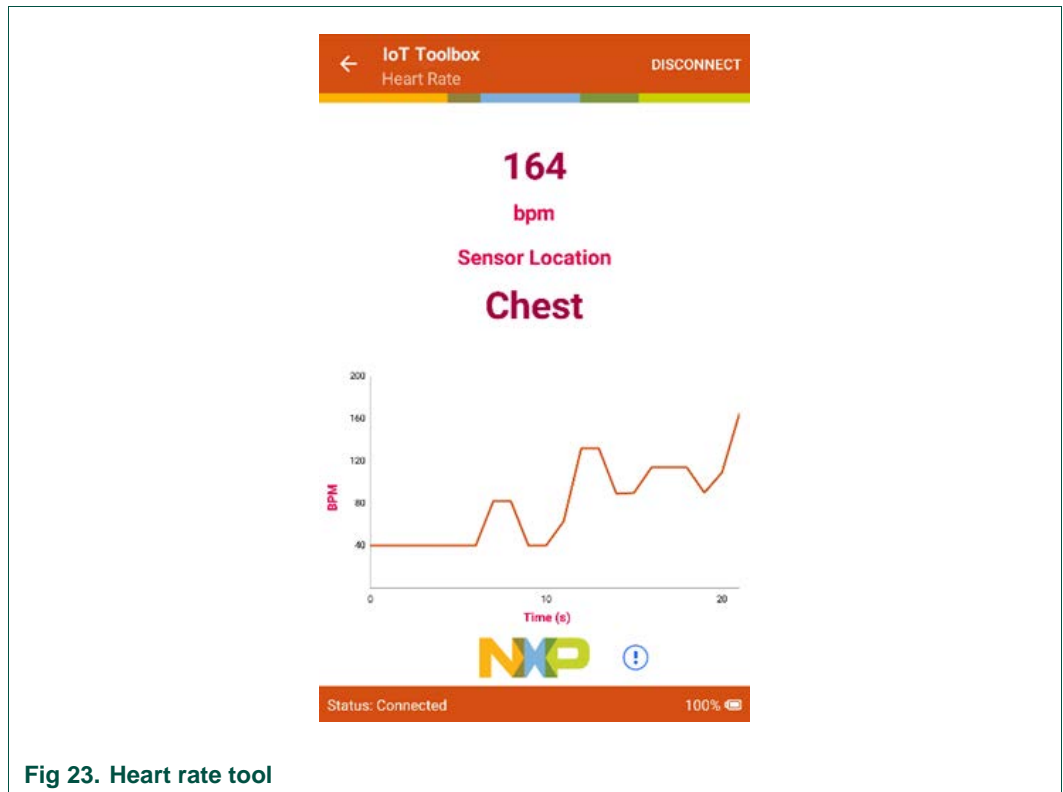 IoT Toolbox
DISCONNECT
Heart Rate
164
bpm
Sensor Location
Chest
200
160
120
80
40
BPM
0
10
20
Time (s)
NXP
Status: Connected
100%
Fig 23. Heart rate tool